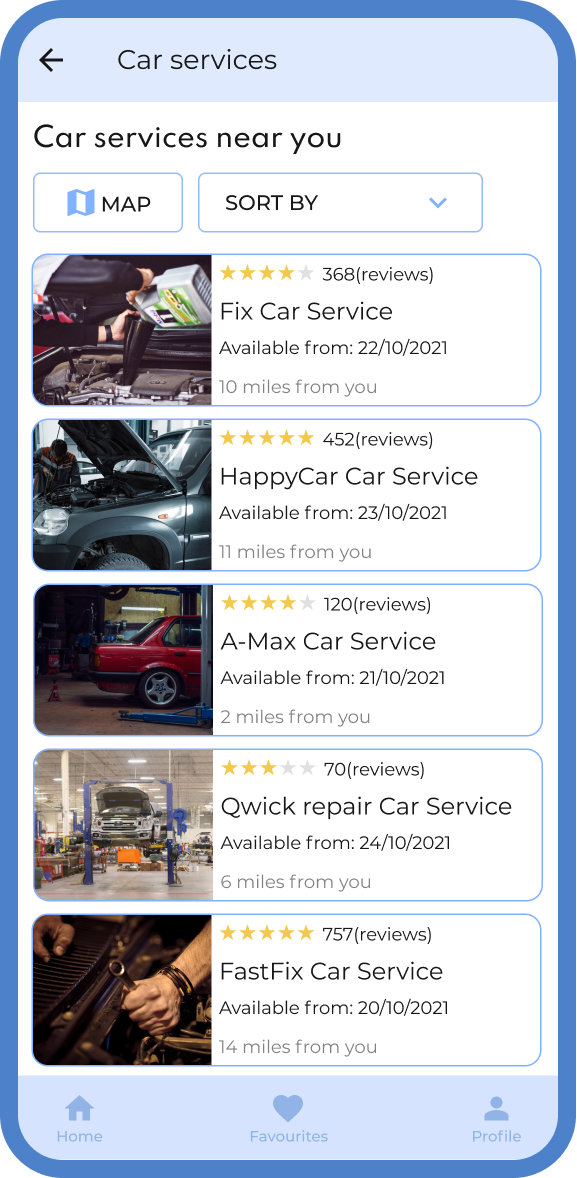 Car services
Car services near you
MAP
SORT BY
368(reviews)
Fix Car Service
Available from: 22/10/2021
10 miles from you
452(reviews)
HappyCar Car Service
Available from: 23/10/2021
11 miles from you
120(reviews)
A-Max Car Service
Available from: 21/10/2021
2 miles from you
70(reviews)
Qwick repair Car Service
Available from: 24/10/2021
6 miles from you
757(reviews)
FastFix Car Service
Available from: 20/10/2021
14 miles from you
Home Favourites Profile